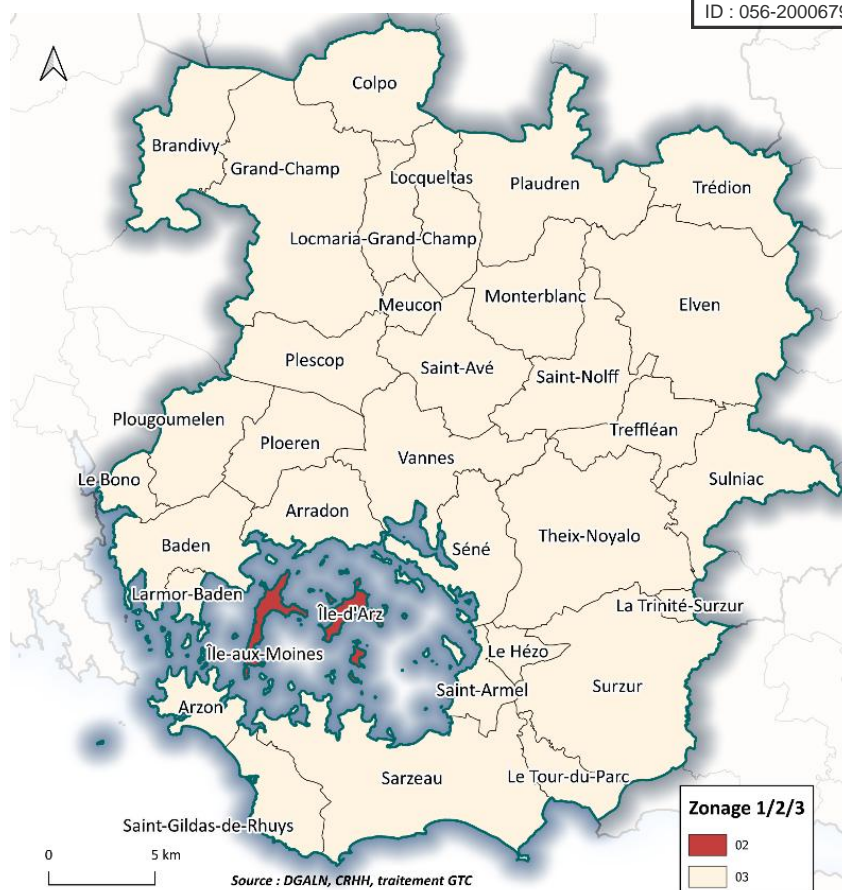 ID : 056-2000679
Colpo
Brandivy
Grand-Champ
Locqueltas
Plaudren
Trédion
Locmaria-Grand-Champ
Meucon
Monterblanc
Elven
Plescop
Saint-Avé
Saint-Nolff
Plougoumelen
Ploeren
Vannes
Treffléan
Le Bono
Sulniac
Arradon
Baden
Séné
Theix-Noyalo
Larmor-Baden
Île-d'Arz
La Trinité-Surzur
Île-aux-Moines
Le Hézo
Saint-Armel
Surzur
Arzon
Sarzeau
Le Tour-du-Parc
Saint-Gildas-de-Rhuys
Zonage 1/2/3
02
03
0 5 km
Source : DGALN, CRHH, traitement GTC